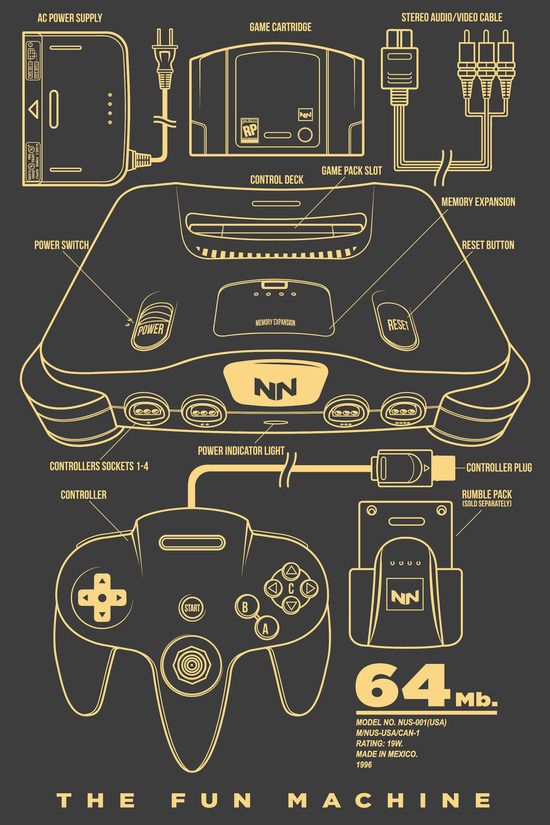 AC POWER SUPPLY
GAME CARTRIDGE
STEREO AUDIO/VIDEO CABLE
RP
NN
CONTROL DECK
GAME PACK SLOT
MEMORY EXPANSION
POWER SWITCH
RESET BUTTON
POWER
MEMORY EXPANSION
RESET
NN
CONTROLLERS SOCKETS 1-4
POWER INDICATOR LIGHT
CONTROLLER PLUG
CONTROLLER
RUMBLE PACK
(SOLD SEPARATELY)
START
B
A
C
NN
64 Mb.
MODEL NO. NUS-001(USA)
M/NUS-USA/CAN-1
RATING: 19W.
MADE IN MEXICO.
1996
THE FUN MACHINE